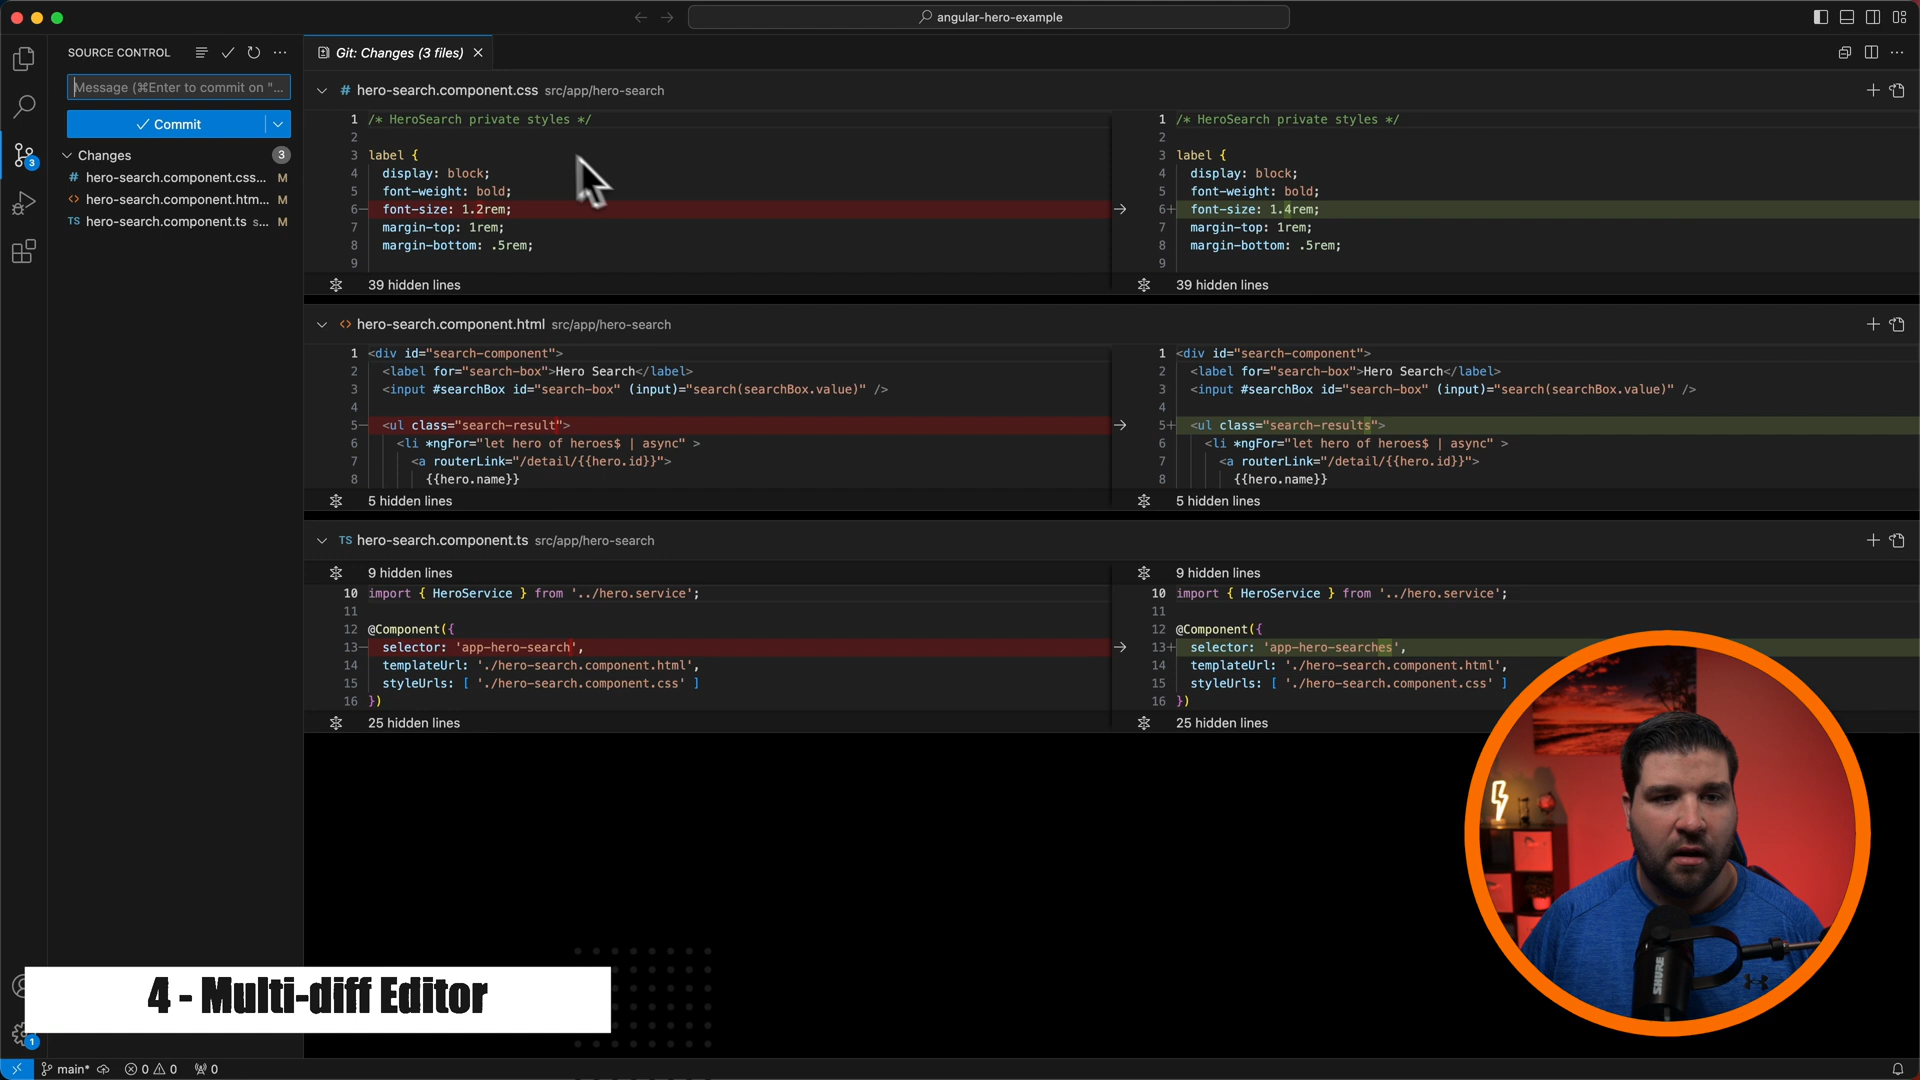 angular-hero-example
SOURCE CONTROL
Message (⌘Enter to commit on "...
Commit
Changes
3
# hero-search.component.css... M
<> hero-search.component.htm... M
TS hero-search.component.ts s... M
3
Git: Changes (3 files)
# hero-search.component.css src/app/hero-search
1 /* HeroSearch private styles */
2
3 label {
4 display: block;
5 font-weight: bold;
6− font-size: 1.2rem;
7 margin-top: 1rem;
8 margin-bottom: .5rem;
9
39 hidden lines
1 /* HeroSearch private styles */
2
3 label {
4 display: block;
5 font-weight: bold;
6+ font-size: 1.4rem;
7 margin-top: 1rem;
8 margin-bottom: .5rem;
9
39 hidden lines
<> hero-search.component.html src/app/hero-search
1 <div id="search-component">
2 <label for="search-box">Hero Search</label>
3 <input #searchBox id="search-box" (input)="search(searchBox.value)" />
4
5− <ul class="search-result">
6 <li *ngFor="let hero of heroes$ | async" >
7 <a routerLink="/detail/{{hero.id}}">
8 {{hero.name}}
5 hidden lines
1 <div id="search-component">
2 <label for="search-box">Hero Search</label>
3 <input #searchBox id="search-box" (input)="search(searchBox.value)" />
4
5+ <ul class="search-results">
6 <li *ngFor="let hero of heroes$ | async" >
7 <a routerLink="/detail/{{hero.id}}">
8 {{hero.name}}
5 hidden lines
TS hero-search.component.ts src/app/hero-search
9 hidden lines
10 import { HeroService } from '../hero.service';
11
12 @Component({
13− selector: 'app-hero-search',
14 templateUrl: './hero-search.component.html',
15 styleUrls: [ './hero-search.component.css' ]
16 })
25 hidden lines
9 hidden lines
10 import { HeroService } from '../hero.service';
11
12 @Component({
13+ selector: 'app-hero-searches',
14 templateUrl: './hero-search.component.html',
15 styleUrls: [ './hero-search.component.css' ]
16 })
25 hidden lines
SHURE
4 - Multi-diff Editor
1
main* 0 0 0